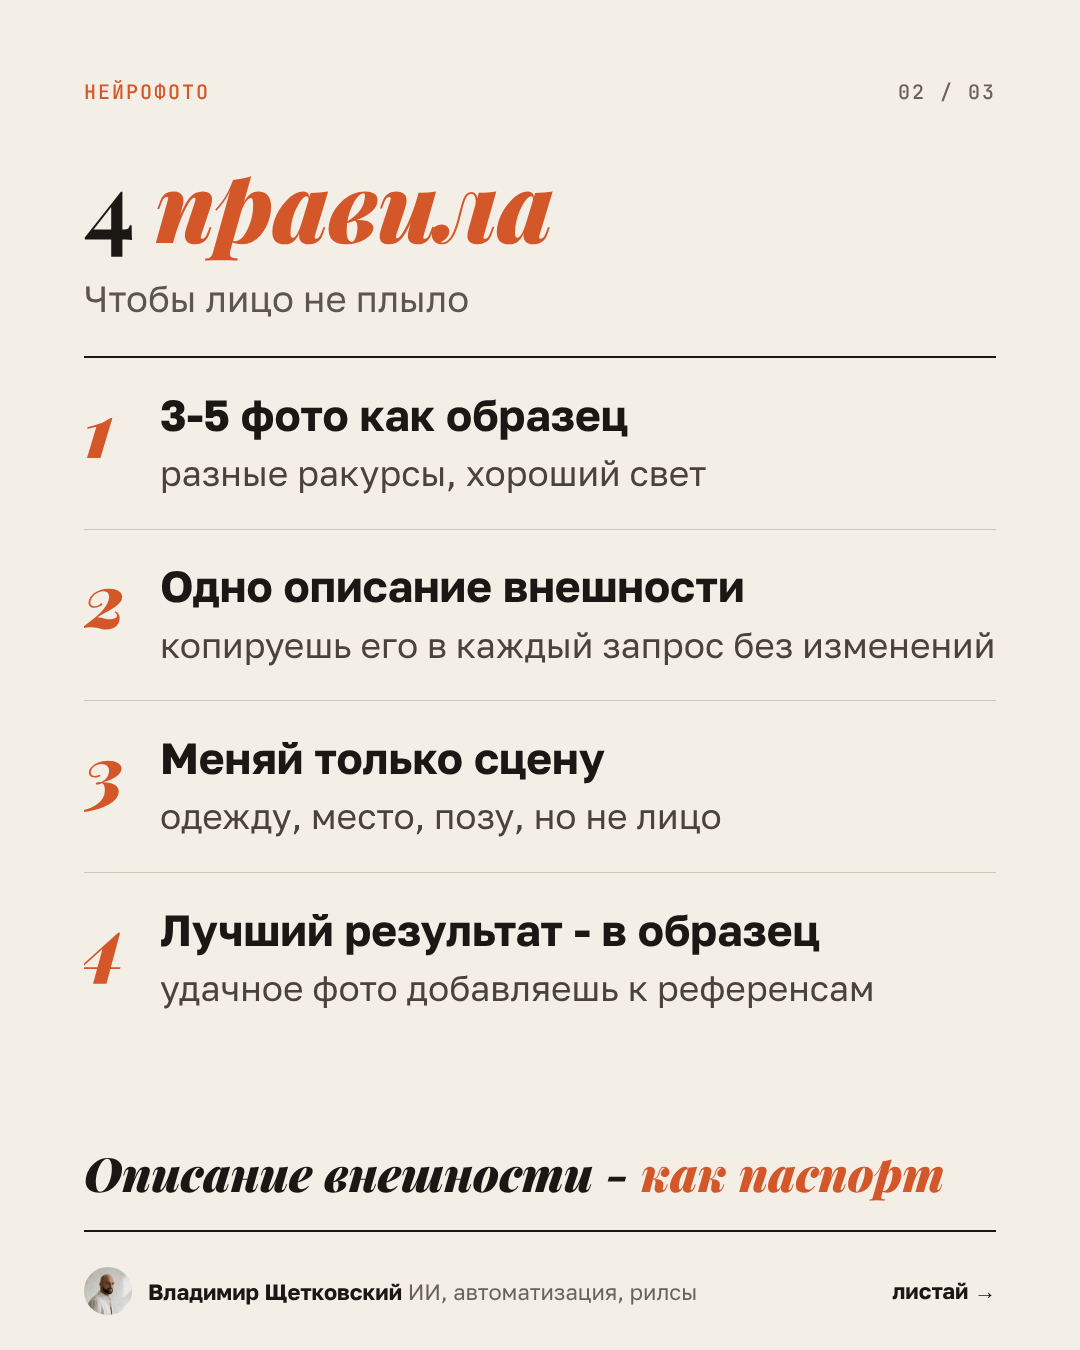 НЕЙРОФОТО
02 / 03
4 правила
Чтобы лицо не плыло
1
3-5 фото как образец
разные ракурсы, хороший свет
2
Одно описание внешности
копируешь его в каждый запрос без изменений
3
Меняй только сцену
одежду, место, позу, но не лицо
4
Лучший результат - в образец
удачное фото добавляешь к референсам
Описание внешности - как паспорт
Владимир Щетковский ИИ, автоматизация, рилсы
листай →